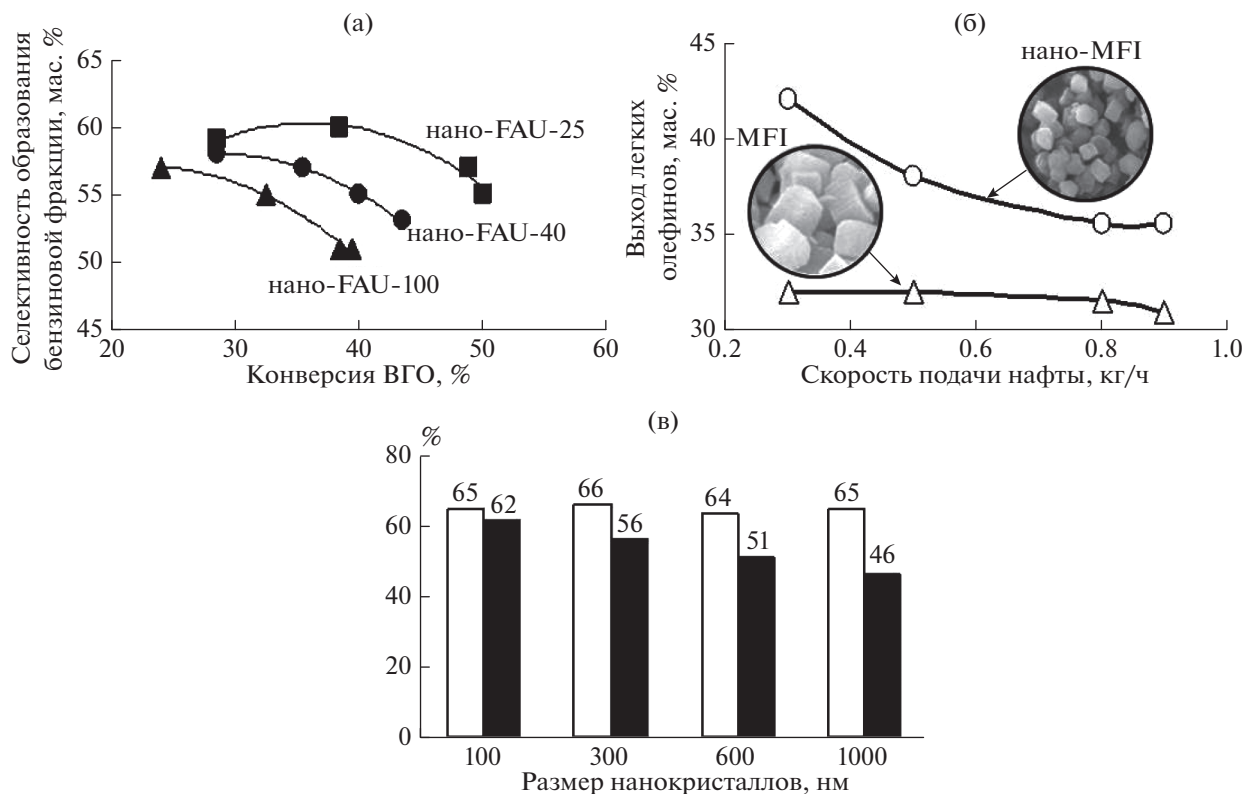 (а)
Селективность образования
бензиновой фракции, мас. %
65
60
55
50
45
нано-FAU-25
нано-FAU-40
нано-FAU-100
20
30
40
50
60
Конверсия ВГО, %
(б)
Выход легких
олефинов, мас. %
45
40
35
30
нано-MFI
MFI
0.2
0.4
0.6
0.8
1.0
Скорость подачи нафты, кг/ч
(в)
%
80
60
40
20
0
65
62
66
56
64
51
65
46
100
300
600
1000
Размер нанокристаллов, нм